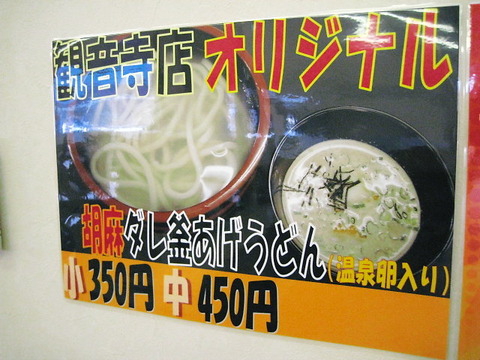 観音寺店 オリジナル
胡麻ダレ釜あげうどん(温泉卵入り)
小350円 中450円